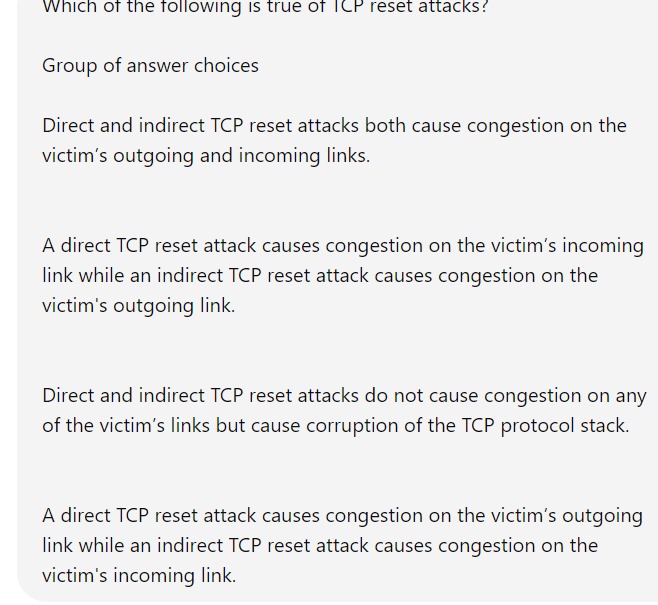 Which of the following is true of TCP reset attacks?
Group of answer choices
Direct and indirect TCP reset attacks both cause congestion on the
victim’s outgoing and incoming links.
A direct TCP reset attack causes congestion on the victim’s incoming
link while an indirect TCP reset attack causes congestion on the
victim's outgoing link.
Direct and indirect TCP reset attacks do not cause congestion on any
of the victim’s links but cause corruption of the TCP protocol stack.
A direct TCP reset attack causes congestion on the victim’s outgoing
link while an indirect TCP reset attack causes congestion on the
victim's incoming link.